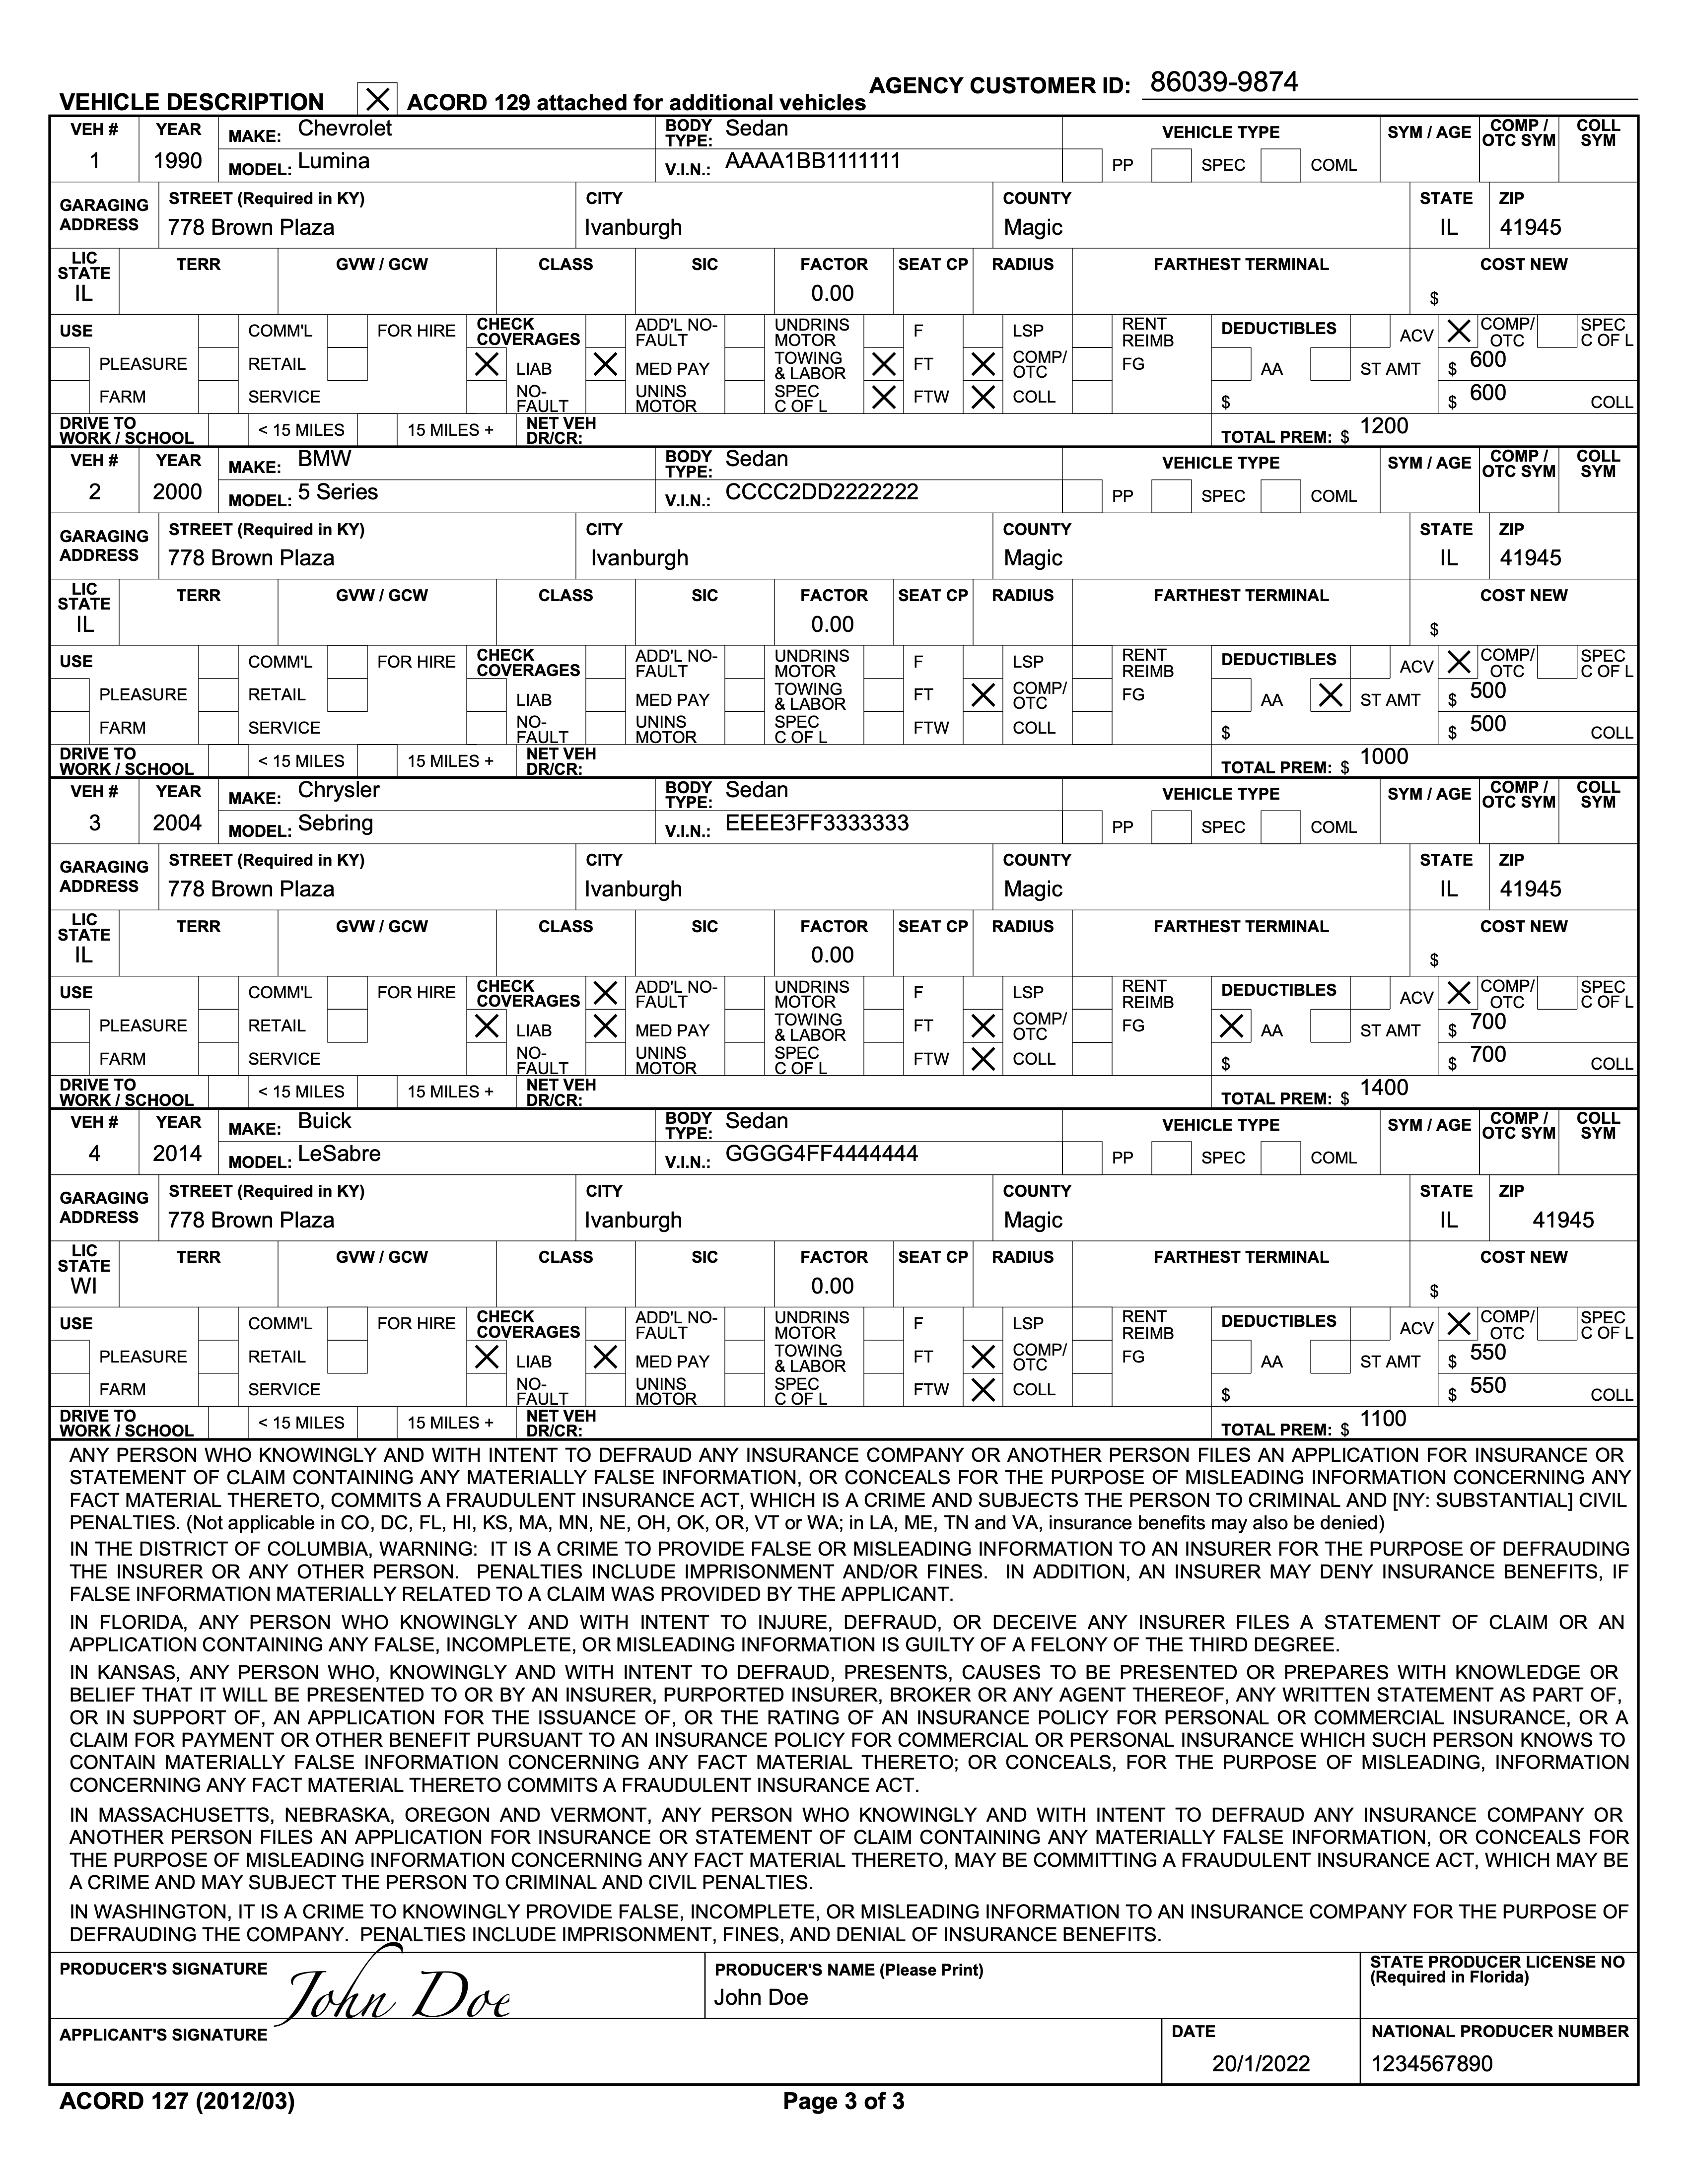 AGENCY CUSTOMER ID: 86039-9874
VEHICLE DESCRIPTION X ACORD 129 attached for additional vehicles
VEH # YEAR MAKE: Chevrolet BODY TYPE: Sedan VEHICLE TYPE SYM / AGE COMP / OTC SYM COLL SYM
1 1990 MODEL: Lumina V.I.N.: AAAA1BB1111111 PP SPEC COML
GARAGING ADDRESS STREET (Required in KY) CITY COUNTY STATE ZIP
778 Brown Plaza Ivanburgh Magic IL 41945
LIC STATE TERR GVW / GCW CLASS SIC FACTOR SEAT CP RADIUS FARTHEST TERMINAL COST NEW
IL 0.00 $
USE COMM'L FOR HIRE CHECK COVERAGES ADD'L NO-FAULT UNDRINS MOTOR F LSP RENT REIMB DEDUCTIBLES ACV X COMP/ OTC SPEC C OF L
PLEASURE RETAIL X LIAB X MED PAY TOWING & LABOR X FT X COMP/ OTC FG AA ST AMT $ 600
FARM SERVICE NO-FAULT UNINS MOTOR SPEC C OF L X FTW X COLL $ $ 600 COLL
DRIVE TO WORK / SCHOOL < 15 MILES 15 MILES + NET VEH DR/CR: TOTAL PREM: $ 1200
VEH # YEAR MAKE: BMW BODY TYPE: Sedan VEHICLE TYPE SYM / AGE COMP / OTC SYM COLL SYM
2 2000 MODEL: 5 Series V.I.N.: CCCC2DD2222222 PP SPEC COML
GARAGING ADDRESS STREET (Required in KY) CITY COUNTY STATE ZIP
778 Brown Plaza Ivanburgh Magic IL 41945
LIC STATE TERR GVW / GCW CLASS SIC FACTOR SEAT CP RADIUS FARTHEST TERMINAL COST NEW
IL 0.00 $
USE COMM'L FOR HIRE CHECK COVERAGES ADD'L NO-FAULT UNDRINS MOTOR F LSP RENT REIMB DEDUCTIBLES ACV X COMP/ OTC SPEC C OF L
PLEASURE RETAIL LIAB MED PAY TOWING & LABOR FT X COMP/ OTC FG AA X ST AMT $ 500
FARM SERVICE NO-FAULT UNINS MOTOR SPEC C OF L FTW COLL $ $ 500 COLL
DRIVE TO WORK / SCHOOL < 15 MILES 15 MILES + NET VEH DR/CR: TOTAL PREM: $ 1000
VEH # YEAR MAKE: Chrysler BODY TYPE: Sedan VEHICLE TYPE SYM / AGE COMP / OTC SYM COLL SYM
3 2004 MODEL: Sebring V.I.N.: EEEE3FF3333333 PP SPEC COML
GARAGING ADDRESS STREET (Required in KY) CITY COUNTY STATE ZIP
778 Brown Plaza Ivanburgh Magic IL 41945
LIC STATE TERR GVW / GCW CLASS SIC FACTOR SEAT CP RADIUS FARTHEST TERMINAL COST NEW
IL 0.00 $
USE COMM'L FOR HIRE CHECK COVERAGES X ADD'L NO-FAULT UNDRINS MOTOR F LSP RENT REIMB DEDUCTIBLES ACV X COMP/ OTC SPEC C OF L
PLEASURE RETAIL X LIAB X MED PAY TOWING & LABOR FT X COMP/ OTC FG X AA ST AMT $ 700
FARM SERVICE NO-FAULT UNINS MOTOR SPEC C OF L FTW X COLL $ $ 700 COLL
DRIVE TO WORK / SCHOOL < 15 MILES 15 MILES + NET VEH DR/CR: TOTAL PREM: $ 1400
VEH # YEAR MAKE: Buick BODY TYPE: Sedan VEHICLE TYPE SYM / AGE COMP / OTC SYM COLL SYM
4 2014 MODEL: LeSabre V.I.N.: GGGG4FF4444444 PP SPEC COML
GARAGING ADDRESS STREET (Required in KY) CITY COUNTY STATE ZIP
778 Brown Plaza Ivanburgh Magic IL 41945
LIC STATE TERR GVW / GCW CLASS SIC FACTOR SEAT CP RADIUS FARTHEST TERMINAL COST NEW
WI 0.00 $
USE COMM'L FOR HIRE CHECK COVERAGES ADD'L NO-FAULT UNDRINS MOTOR F LSP RENT REIMB DEDUCTIBLES ACV X COMP/ OTC SPEC C OF L
PLEASURE RETAIL X LIAB X MED PAY TOWING & LABOR FT X COMP/ OTC FG AA ST AMT $ 550
FARM SERVICE NO-FAULT UNINS MOTOR SPEC C OF L FTW X COLL $ $ 550 COLL
DRIVE TO WORK / SCHOOL < 15 MILES 15 MILES + NET VEH DR/CR: TOTAL PREM: $ 1100
ANY PERSON WHO KNOWINGLY AND WITH INTENT TO DEFRAUD ANY INSURANCE COMPANY OR ANOTHER PERSON FILES AN APPLICATION FOR INSURANCE OR
STATEMENT OF CLAIM CONTAINING ANY MATERIALLY FALSE INFORMATION, OR CONCEALS FOR THE PURPOSE OF MISLEADING INFORMATION CONCERNING ANY
FACT MATERIAL THERETO, COMMITS A FRAUDULENT INSURANCE ACT, WHICH IS A CRIME AND SUBJECTS THE PERSON TO CRIMINAL AND [NY: SUBSTANTIAL] CIVIL
PENALTIES. (Not applicable in CO, DC, FL, HI, KS, MA, MN, NE, OH, OK, OR, VT or WA; in LA, ME, TN and VA, insurance benefits may also be denied)
IN THE DISTRICT OF COLUMBIA, WARNING: IT IS A CRIME TO PROVIDE FALSE OR MISLEADING INFORMATION TO AN INSURER FOR THE PURPOSE OF DEFRAUDING
THE INSURER OR ANY OTHER PERSON. PENALTIES INCLUDE IMPRISONMENT AND/OR FINES. IN ADDITION, AN INSURER MAY DENY INSURANCE BENEFITS, IF
FALSE INFORMATION MATERIALLY RELATED TO A CLAIM WAS PROVIDED BY THE APPLICANT.
IN FLORIDA, ANY PERSON WHO KNOWINGLY AND WITH INTENT TO INJURE, DEFRAUD, OR DECEIVE ANY INSURER FILES A STATEMENT OF CLAIM OR AN
APPLICATION CONTAINING ANY FALSE, INCOMPLETE, OR MISLEADING INFORMATION IS GUILTY OF A FELONY OF THE THIRD DEGREE.
IN KANSAS, ANY PERSON WHO, KNOWINGLY AND WITH INTENT TO DEFRAUD, PRESENTS, CAUSES TO BE PRESENTED OR PREPARES WITH KNOWLEDGE OR
BELIEF THAT IT WILL BE PRESENTED TO OR BY AN INSURER, PURPORTED INSURER, BROKER OR ANY AGENT THEREOF, ANY WRITTEN STATEMENT AS PART OF,
OR IN SUPPORT OF, AN APPLICATION FOR THE ISSUANCE OF, OR THE RATING OF AN INSURANCE POLICY FOR PERSONAL OR COMMERCIAL INSURANCE, OR A
CLAIM FOR PAYMENT OR OTHER BENEFIT PURSUANT TO AN INSURANCE POLICY FOR COMMERCIAL OR PERSONAL INSURANCE WHICH SUCH PERSON KNOWS TO
CONTAIN MATERIALLY FALSE INFORMATION CONCERNING ANY FACT MATERIAL THERETO; OR CONCEALS, FOR THE PURPOSE OF MISLEADING, INFORMATION
CONCERNING ANY FACT MATERIAL THERETO COMMITS A FRAUDULENT INSURANCE ACT.
IN MASSACHUSETTS, NEBRASKA, OREGON AND VERMONT, ANY PERSON WHO KNOWINGLY AND WITH INTENT TO DEFRAUD ANY INSURANCE COMPANY OR
ANOTHER PERSON FILES AN APPLICATION FOR INSURANCE OR STATEMENT OF CLAIM CONTAINING ANY MATERIALLY FALSE INFORMATION, OR CONCEALS FOR
THE PURPOSE OF MISLEADING INFORMATION CONCERNING ANY FACT MATERIAL THERETO, MAY BE COMMITTING A FRAUDULENT INSURANCE ACT, WHICH MAY BE
A CRIME AND MAY SUBJECT THE PERSON TO CRIMINAL AND CIVIL PENALTIES.
IN WASHINGTON, IT IS A CRIME TO KNOWINGLY PROVIDE FALSE, INCOMPLETE, OR MISLEADING INFORMATION TO AN INSURANCE COMPANY FOR THE PURPOSE OF
DEFRAUDING THE COMPANY. PENALTIES INCLUDE IMPRISONMENT, FINES, AND DENIAL OF INSURANCE BENEFITS.
PRODUCER'S SIGNATURE John Doe PRODUCER'S NAME (Please Print) STATE PRODUCER LICENSE NO (Required in Florida)
John Doe
APPLICANT'S SIGNATURE DATE NATIONAL PRODUCER NUMBER
20/1/2022 1234567890
ACORD 127 (2012/03) Page 3 of 3